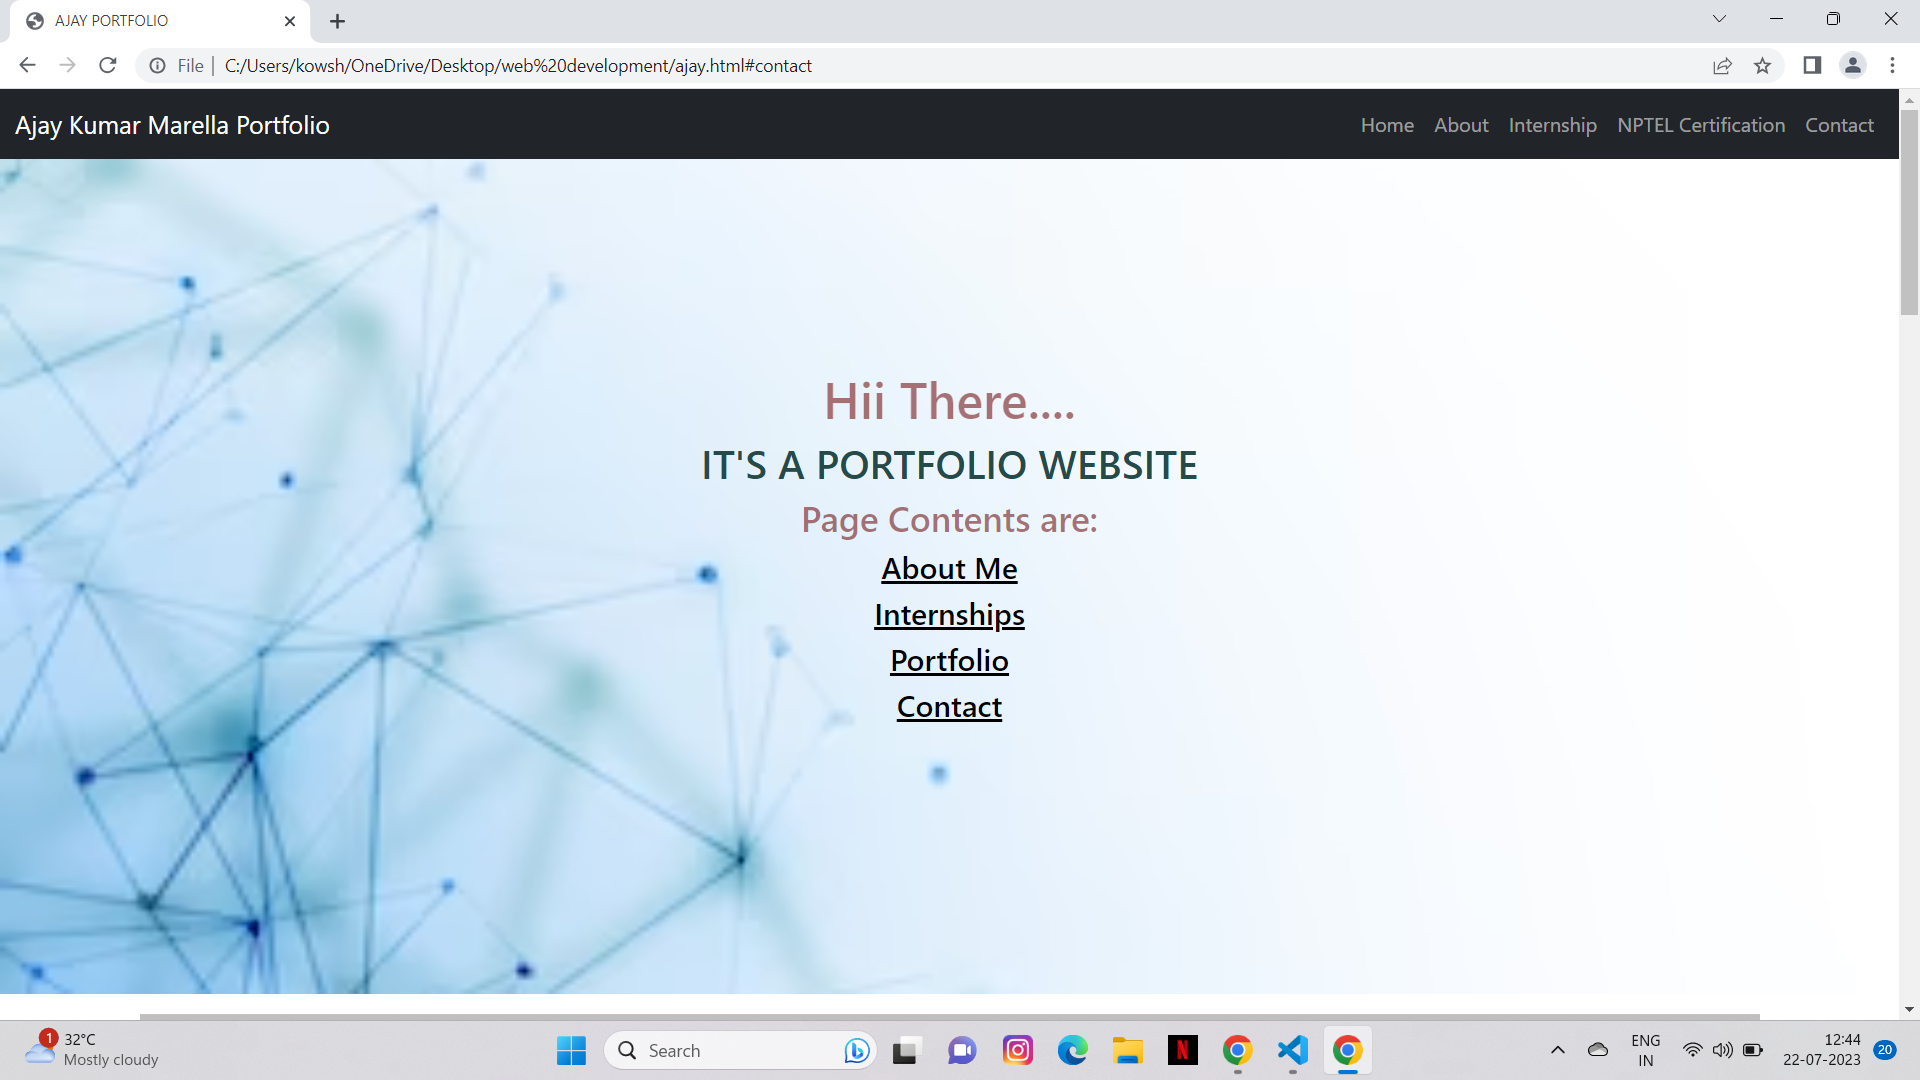 AJAY PORTFOLIO
File | C:/Users/kowsh/OneDrive/Desktop/web%20development/ajay.html#contact
Ajay Kumar Marella Portfolio
Home About Internship NPTEL Certification Contact
Hii There....
IT'S A PORTFOLIO WEBSITE
Page Contents are:
About Me
Internships
Portfolio
Contact
1
32°C
Mostly cloudy
Search
N
ENG
IN
12:44
22-07-2023
20